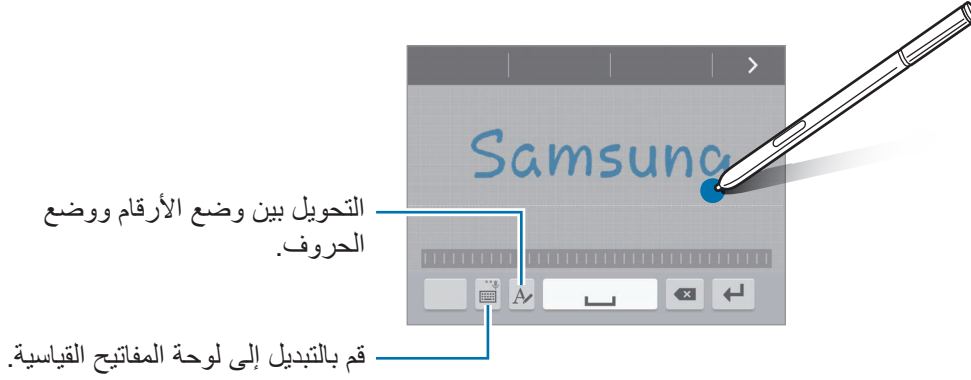 Samsung
التحويل بين وضع الأرقام ووضع
الحروف.
قم بالتبديل إلى لوحة المفاتيح القياسية.